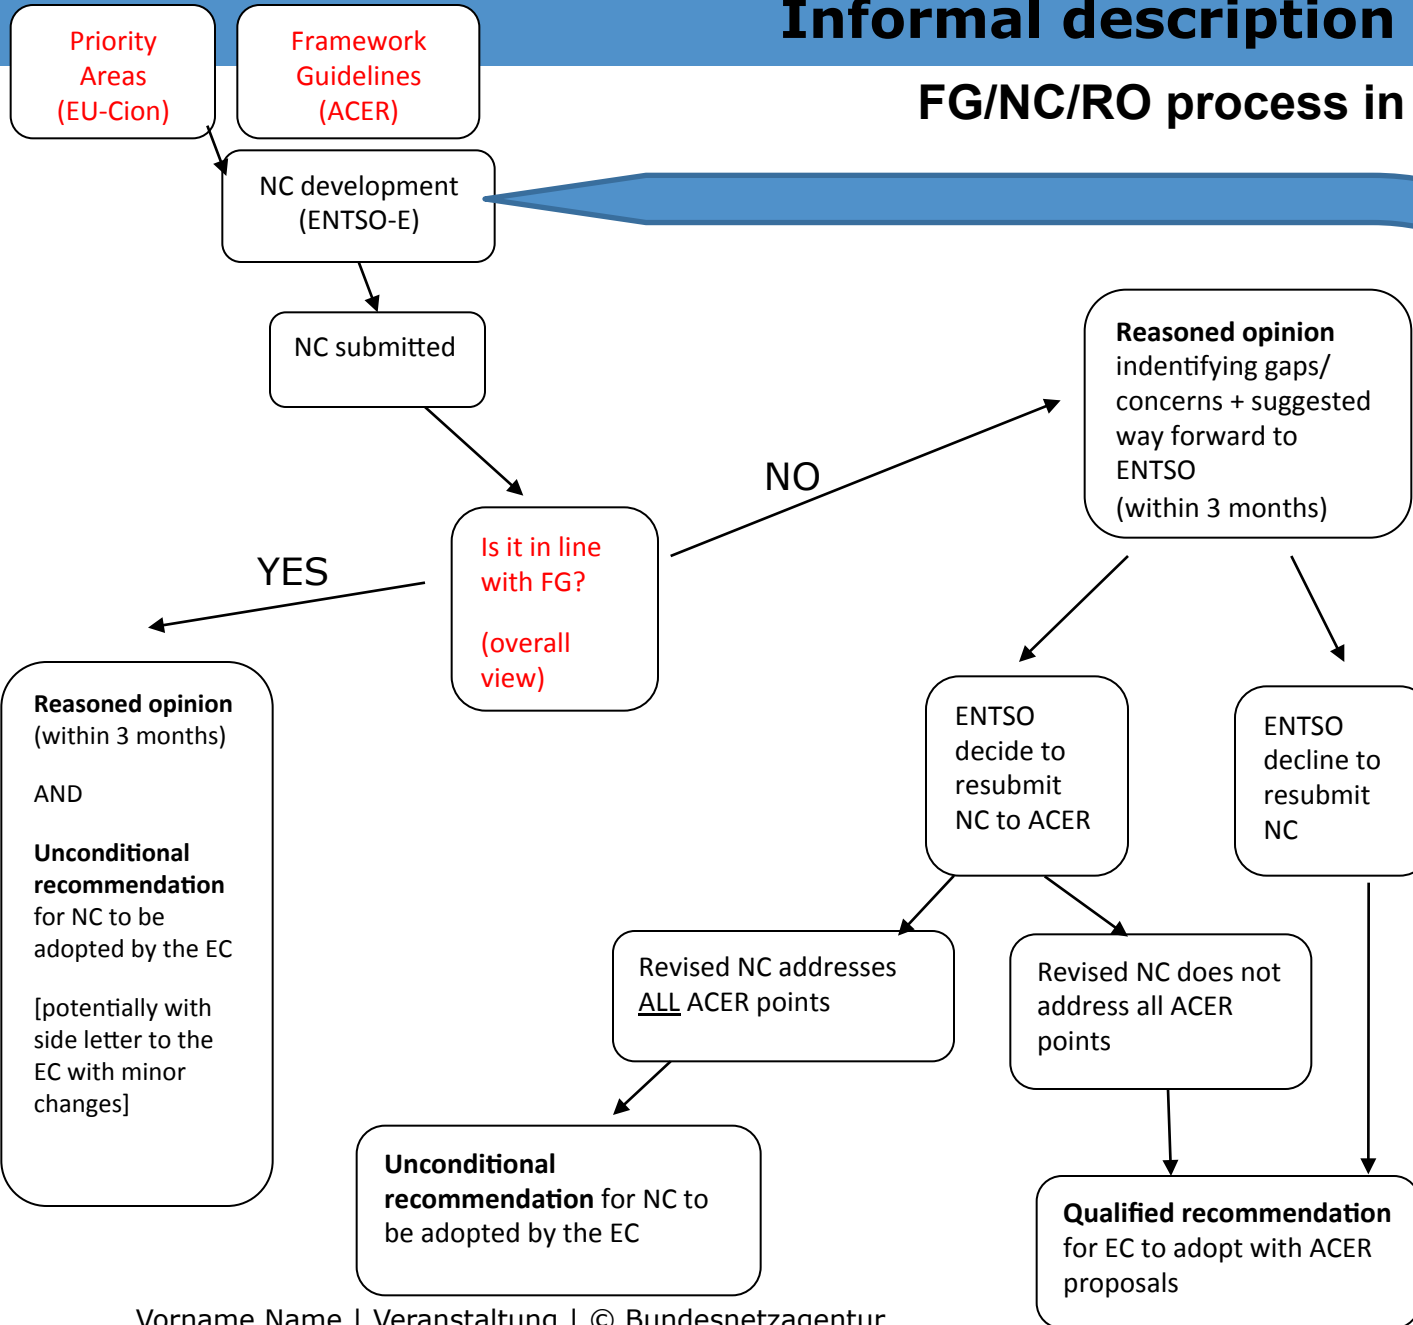 Informal description
FG/NC/RO process in
Priority
Areas
(EU-Cion)
Framework
Guidelines
(ACER)
NC development
(ENTSO-E)
NC submitted
Is it in line
with FG?
(overall
view)
YES
NO
Reasoned opinion
(within 3 months)
AND
Unconditional
recommendation
for NC to be
adopted by the EC
[potentially with
side letter to the
EC with minor
changes]
Reasoned opinion
indentifying gaps/
concerns + suggested
way forward to
ENTSO
(within 3 months)
ENTSO
decide to
resubmit
NC to ACER
ENTSO
decline to
resubmit
NC
Revised NC addresses
ALL ACER points
Revised NC does not
address all ACER
points
Unconditional
recommendation for NC to
be adopted by the EC
Qualified recommendation
for EC to adopt with ACER
proposals
Vorname Name | Veranstaltung | © Bundesnetzagentur